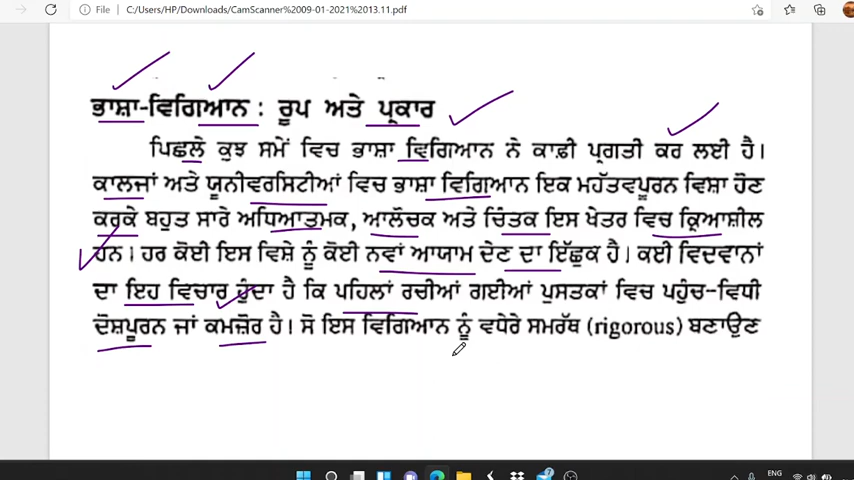 File
C:/Users/HP/Downloads/CamScanner%2009-01-2021%2013.11.pdf
ਭਾਸ਼ਾ-ਵਿਗਿਆਨ : ਰੂਪ ਅਤੇ ਪ੍ਰਕਾਰ
ਪਿਛਲੇ ਕੁਝ ਸਮੇਂ ਵਿਚ ਭਾਸ਼ਾ ਵਿਗਿਆਨ ਨੇ ਕਾਫ਼ੀ ਪ੍ਰਗਤੀ ਕਰ ਲਈ ਹੈ।
ਕਾਲਜਾਂ ਅਤੇ ਯੂਨੀਵਰਸਿਟੀਆਂ ਵਿਚ ਭਾਸ਼ਾ ਵਿਗਿਆਨ ਇਕ ਮਹੱਤਵਪੂਰਨ ਵਿਸ਼ਾ ਹੋਣ
ਕਰਕੇ ਬਹੁਤ ਸਾਰੇ ਅਧਿਆਤਮਕ, ਆਲੋਚਕ ਅਤੇ ਚਿੰਤਕ ਇਸ ਖੇਤਰ ਵਿਚ ਕ੍ਰਿਆਸ਼ੀਲ
ਹਨ। ਹਰ ਕੋਈ ਇਸ ਵਿਸ਼ੇ ਨੂੰ ਕੋਈ ਨਵਾਂ ਆਯਾਮ ਦੇਣ ਦਾ ਇੱਛੁਕ ਹੈ। ਕਈ ਵਿਦਵਾਨਾਂ
ਦਾ ਇਹ ਵਿਚਾਰ ਹੁੰਦਾ ਹੈ ਕਿ ਪਹਿਲਾਂ ਰਚੀਆਂ ਗਈਆਂ ਪੁਸਤਕਾਂ ਵਿਚ ਪਹੁੰਚ-ਵਿਧੀ
ਦੋਸ਼ਪੂਰਨ ਜਾਂ ਕਮਜ਼ੋਰ ਹੈ। ਸੋ ਇਸ ਵਿਗਿਆਨ ਨੂੰ ਵਧੇਰੇ ਸਮਰੱਥ (rigorous) ਬਣਾਉਣ
ENG